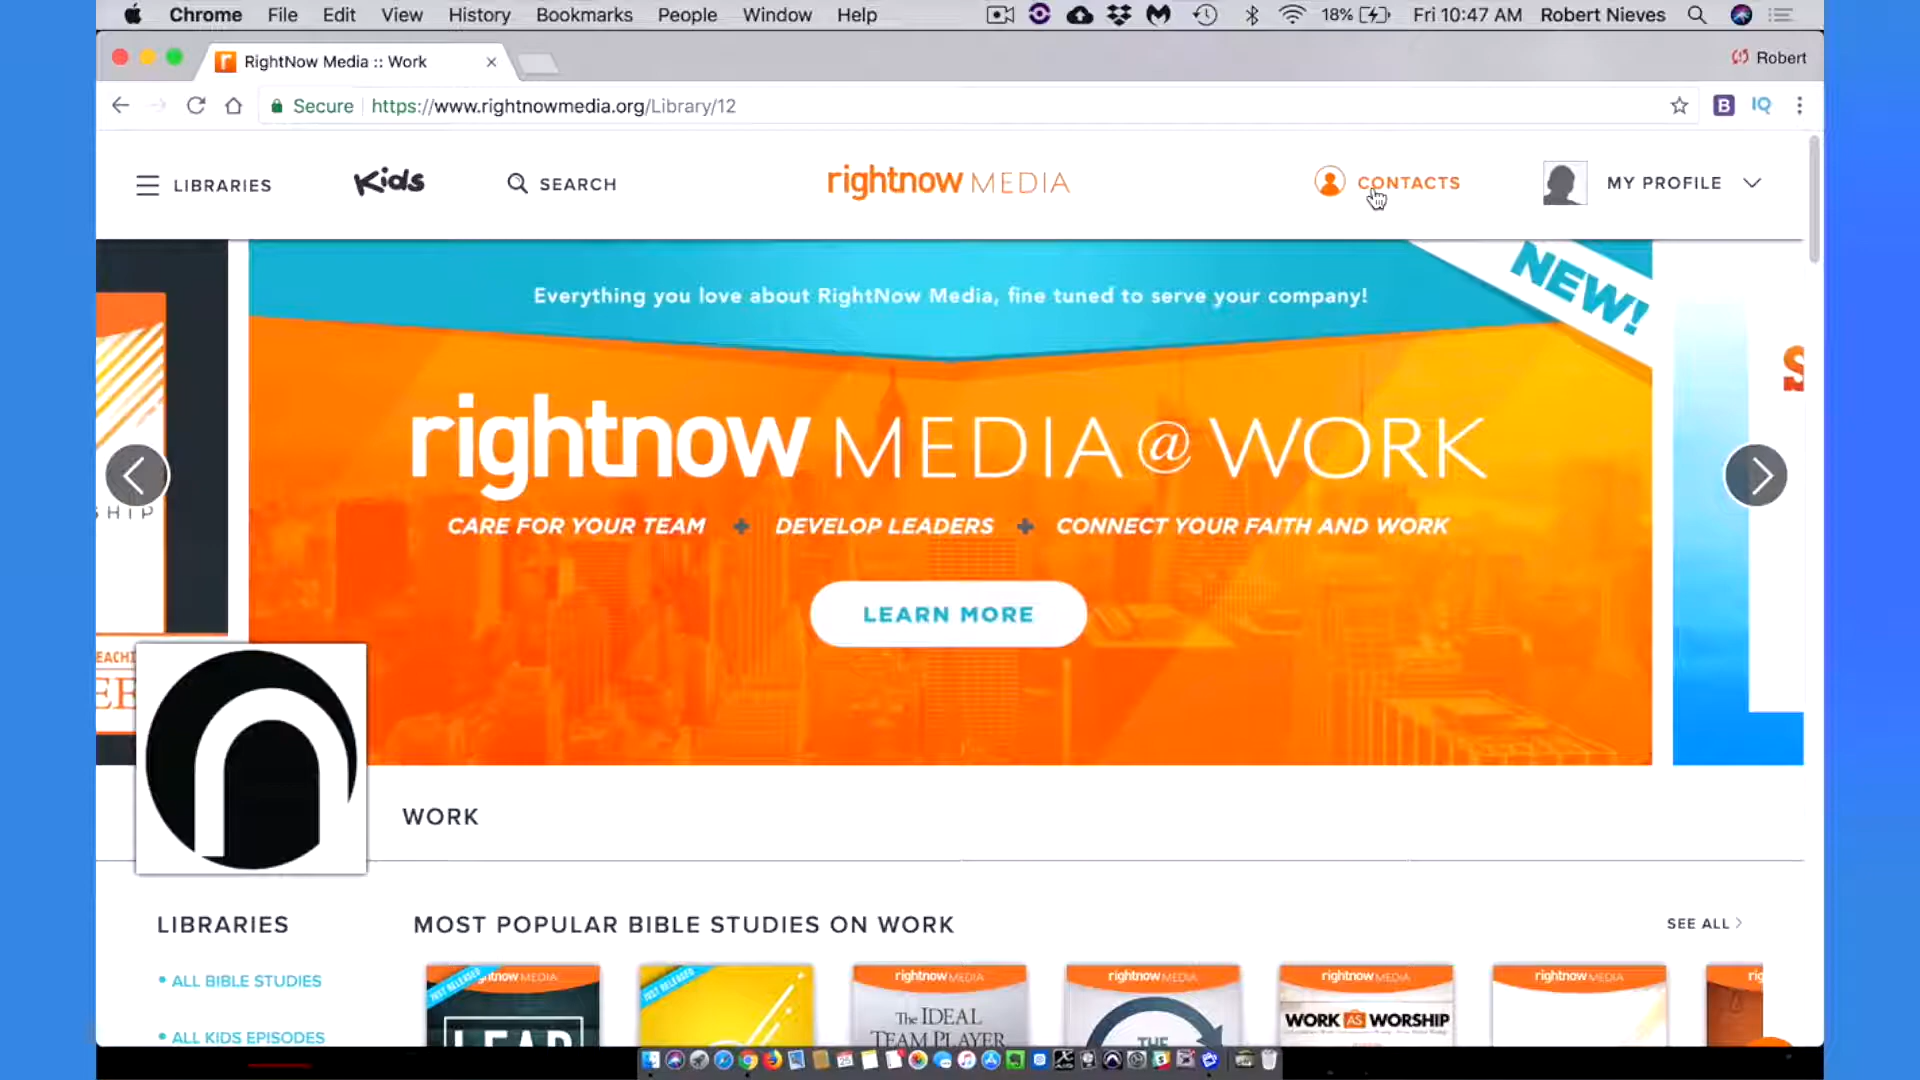 Chrome File Edit View History Bookmarks People Window Help 18% Fri 10:47 AM Robert Nieves
RightNow Media :: Work Robert
Secure https://www.rightnowmedia.org/Library/12 B IQ
LIBRARIES Kids SEARCH rightnow MEDIA CONTACTS MY PROFILE
Everything you love about RightNow Media, fine tuned to serve your company!
NEW!
rightnow MEDIA @ WORK
CARE FOR YOUR TEAM + DEVELOP LEADERS + CONNECT YOUR FAITH AND WORK
LEARN MORE
WORK
LIBRARIES MOST POPULAR BIBLE STUDIES ON WORK SEE ALL
• ALL BIBLE STUDIES
• ALL KIDS EPISODES
JUST RELEASED rightnow MEDIA
LEAD
JUST RELEASED
rightnow MEDIA
The IDEAL
TEAM PLAYER
rightnow MEDIA
THE
rightnow MEDIA
WORK AS WORSHIP
rightnow MEDIA